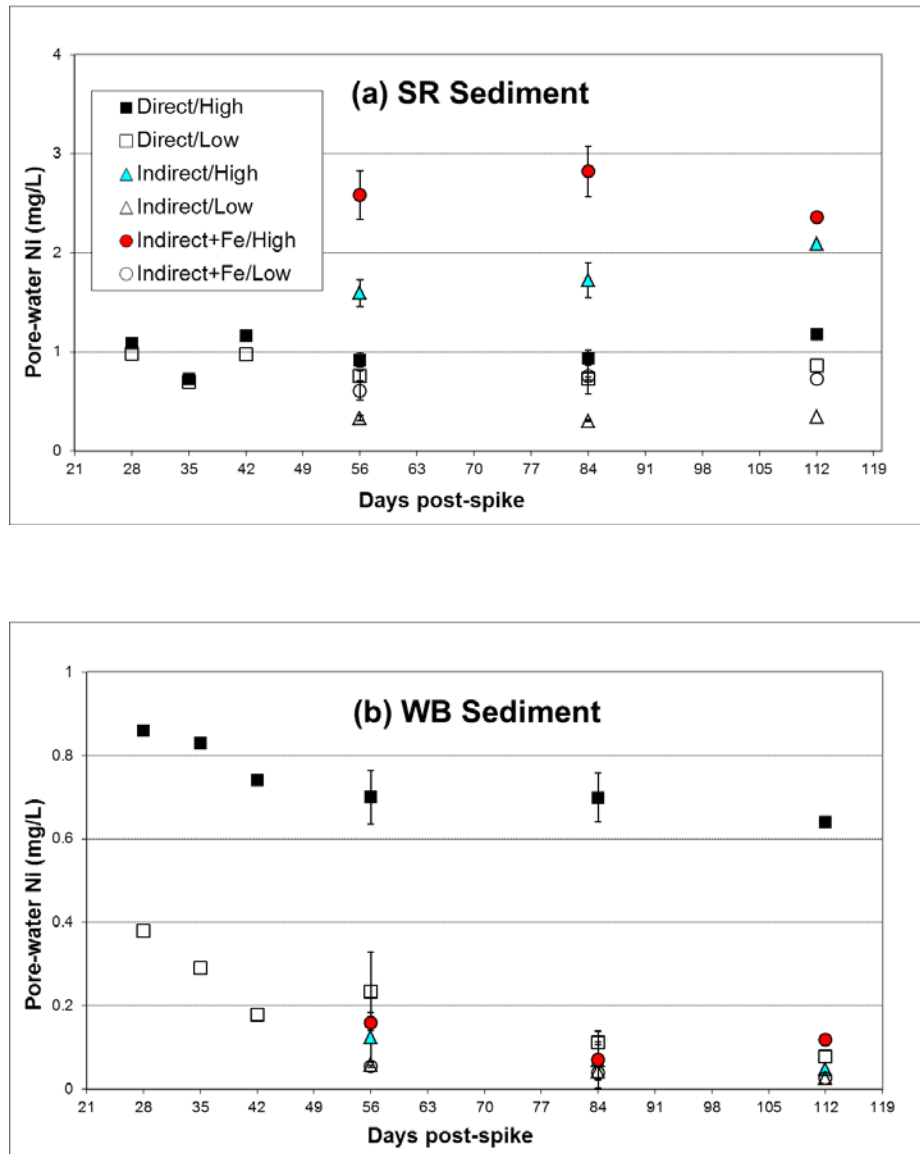 (a) SR Sediment
Direct/High
Direct/Low
Indirect/High
Indirect/Low
Indirect+Fe/High
Indirect+Fe/Low
Pore-water Ni (mg/L)
4
3
2
1
0
21 28 35 42 49 56 63 70 77 84 91 98 105 112 119
Days post-spike
(b) WB Sediment
Pore-water Ni (mg/L)
1
0.8
0.6
0.4
0.2
0
21 28 35 42 49 56 63 70 77 84 91 98 105 112 119
Days post-spike